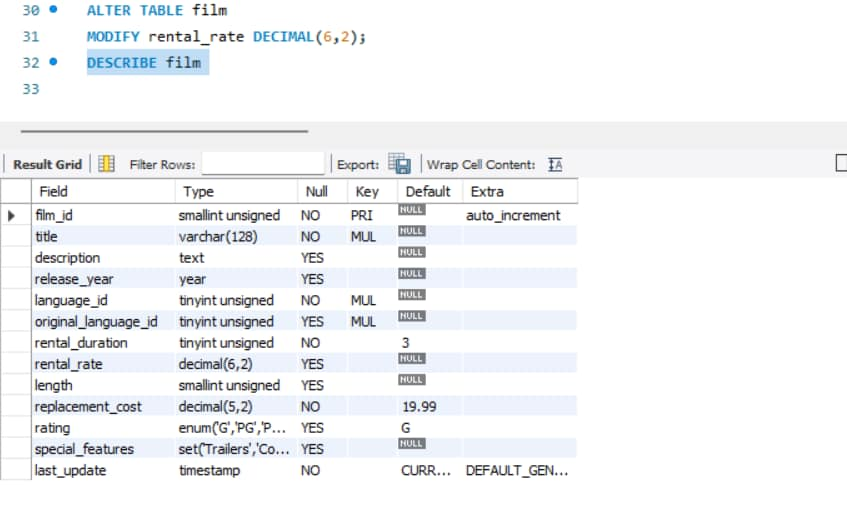 30 ALTER TABLE film
31 MODIFY rental_rate DECIMAL(6,2);
32 DESCRIBE film
33
Result Grid Filter Rows: Export: Wrap Cell Content: IA
Field Type Null Key Default Extra
film_id smallint unsigned NO PRI NULL auto_increment
title varchar(128) NO MUL NULL
description text YES NULL
release_year year YES NULL
language_id tinyint unsigned NO MUL NULL
original_language_id tinyint unsigned YES MUL NULL
rental_duration tinyint unsigned NO 3
rental_rate decimal(6,2) YES NULL
length smallint unsigned YES NULL
replacement_cost decimal(5,2) NO 19.99
rating enum('G','PG','P... YES G
special_features set('Trailers','Co... YES NULL
last_update timestamp NO CURR... DEFAULT_GEN...